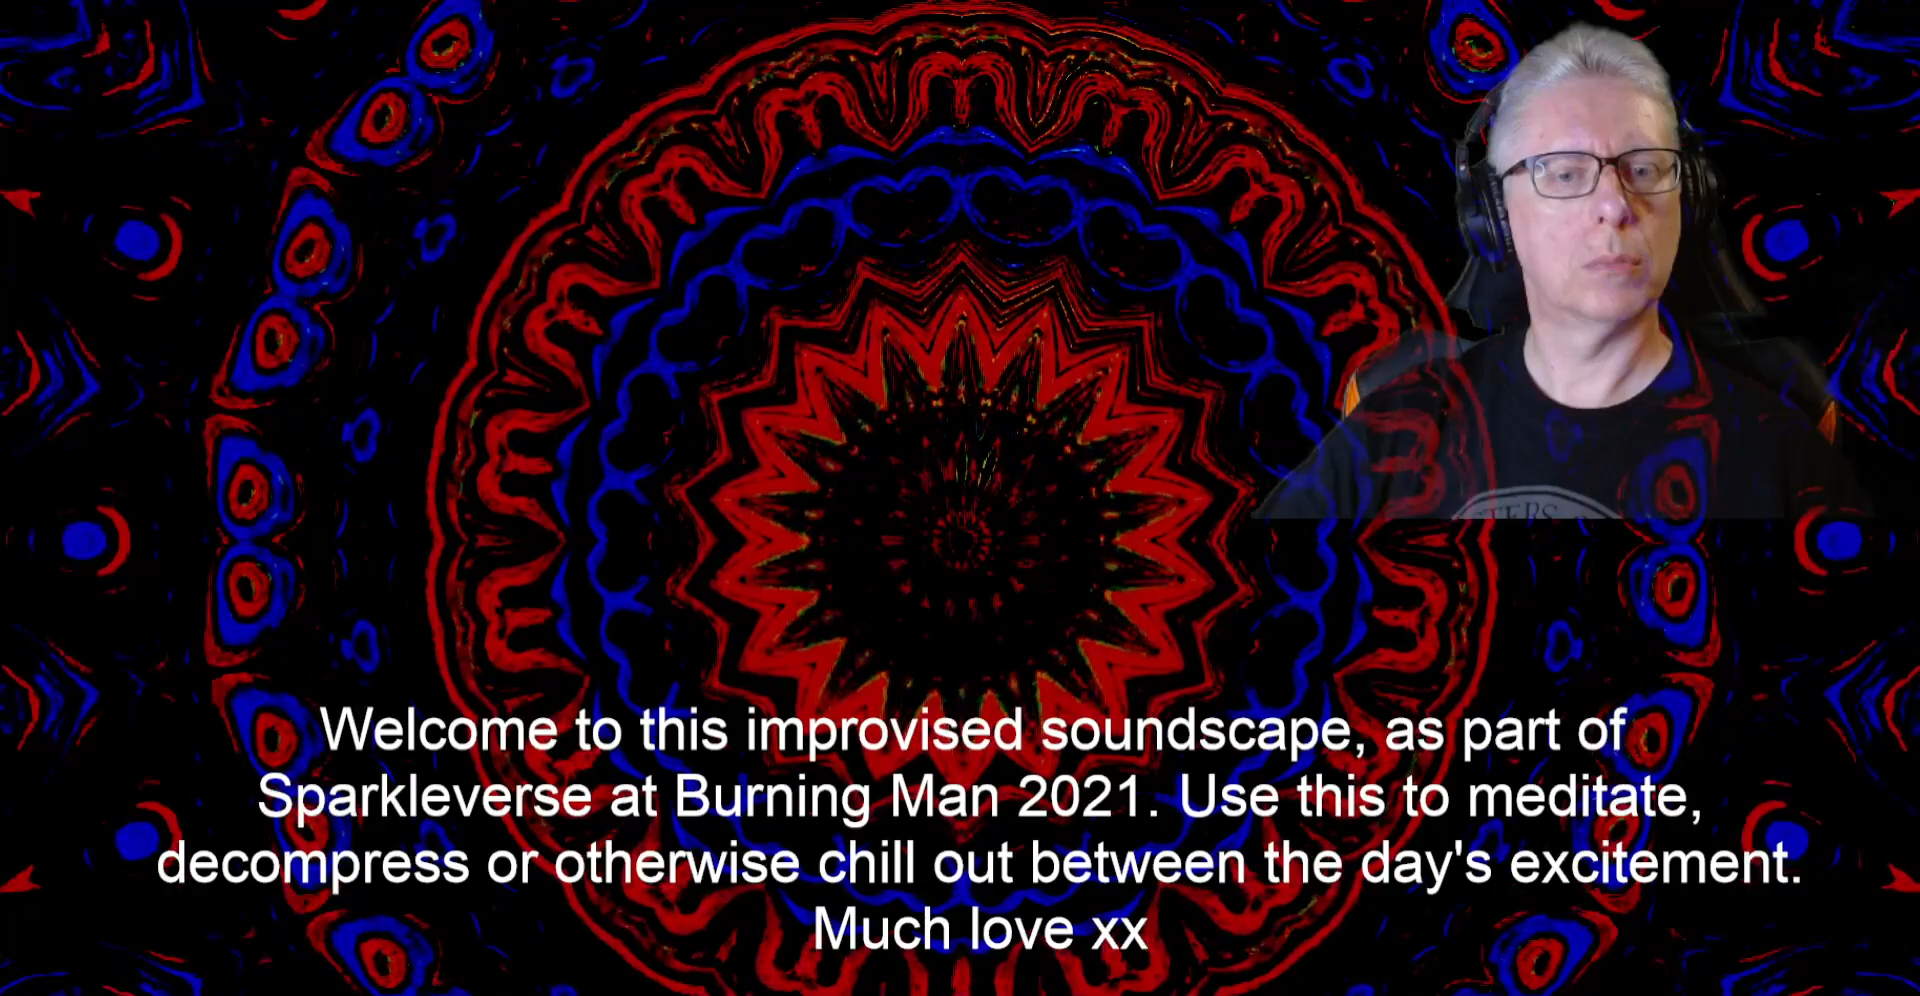 TERS
Welcome to this improvised soundscape, as part of
Sparkleverse at Burning Man 2021. Use this to meditate,
decompress or otherwise chill out between the day's excitement.
Much love xx